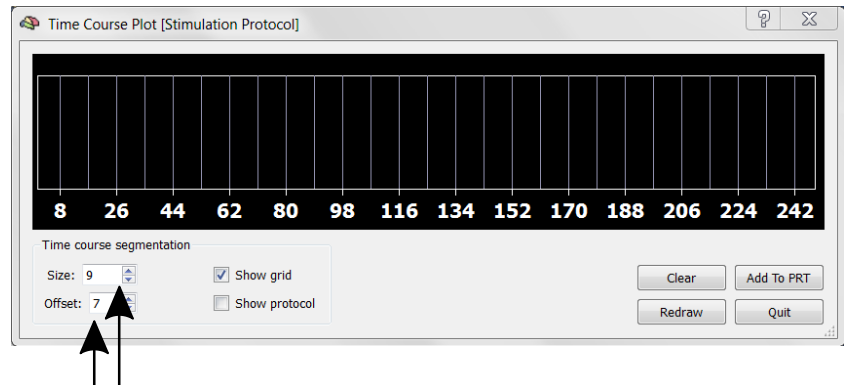 Time Course Plot [Stimulation Protocol]
8 26 44 62 80 98 116 134 152 170 188 206 224 242
Time course segmentation
Size: 9 Show grid Clear Add To PRT
Offset: 7 Show protocol Redraw Quit